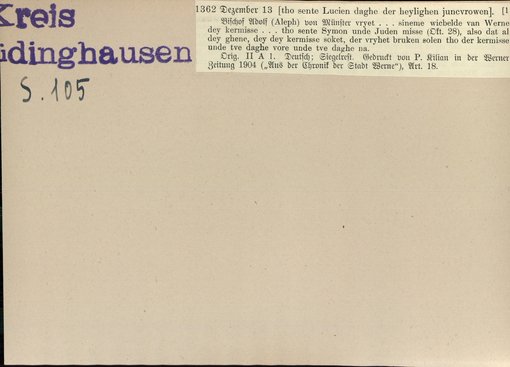 Kreis
üdinghausen
S. 105
1362 Dezember 13 [tho sente Lucien daghe der heylighen juncvrowen]. [1
Bischof Adolf (Aleph) von Münster vryet . . . sineme wicbelde van Werne
dey kermisse . . . tho sente Symon unde Juden misse (Okt. 28), also dat al
dey ghene, dey dey kermisse soket, der vryhet bruken solen tho der kermisse
unde tve daghe vore unde tve daghe na.
Orig. II A 1. Deutsch; Siegelrest. Gedruckt von P. Kilian in der Werner
Zeitung 1904 („Aus der Chronik der Stadt Werne“), Art. 18.